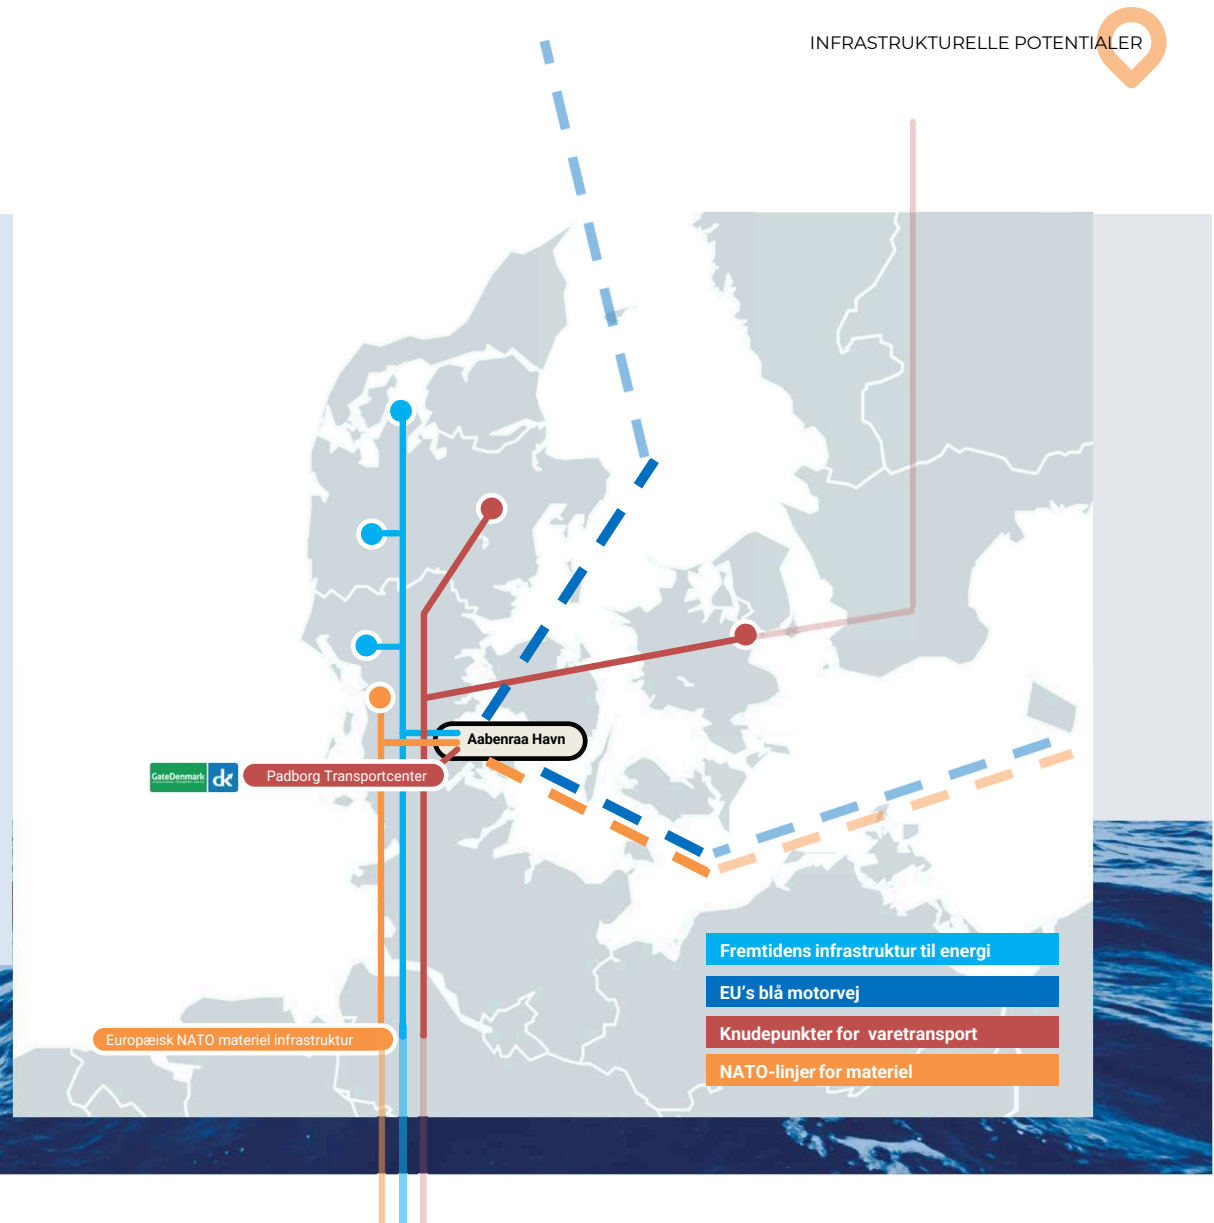 INFRASTRUKTURELLE POTENTIALER
Aabenraa Havn
GateDenmark
dk
Padborg Transportcenter
Fremtidens infrastruktur til energi
EU's blå motorvej
Knudepunkter for varetransport
Europæisk NATO materiel infrastruktur
NATO-linjer for materiel